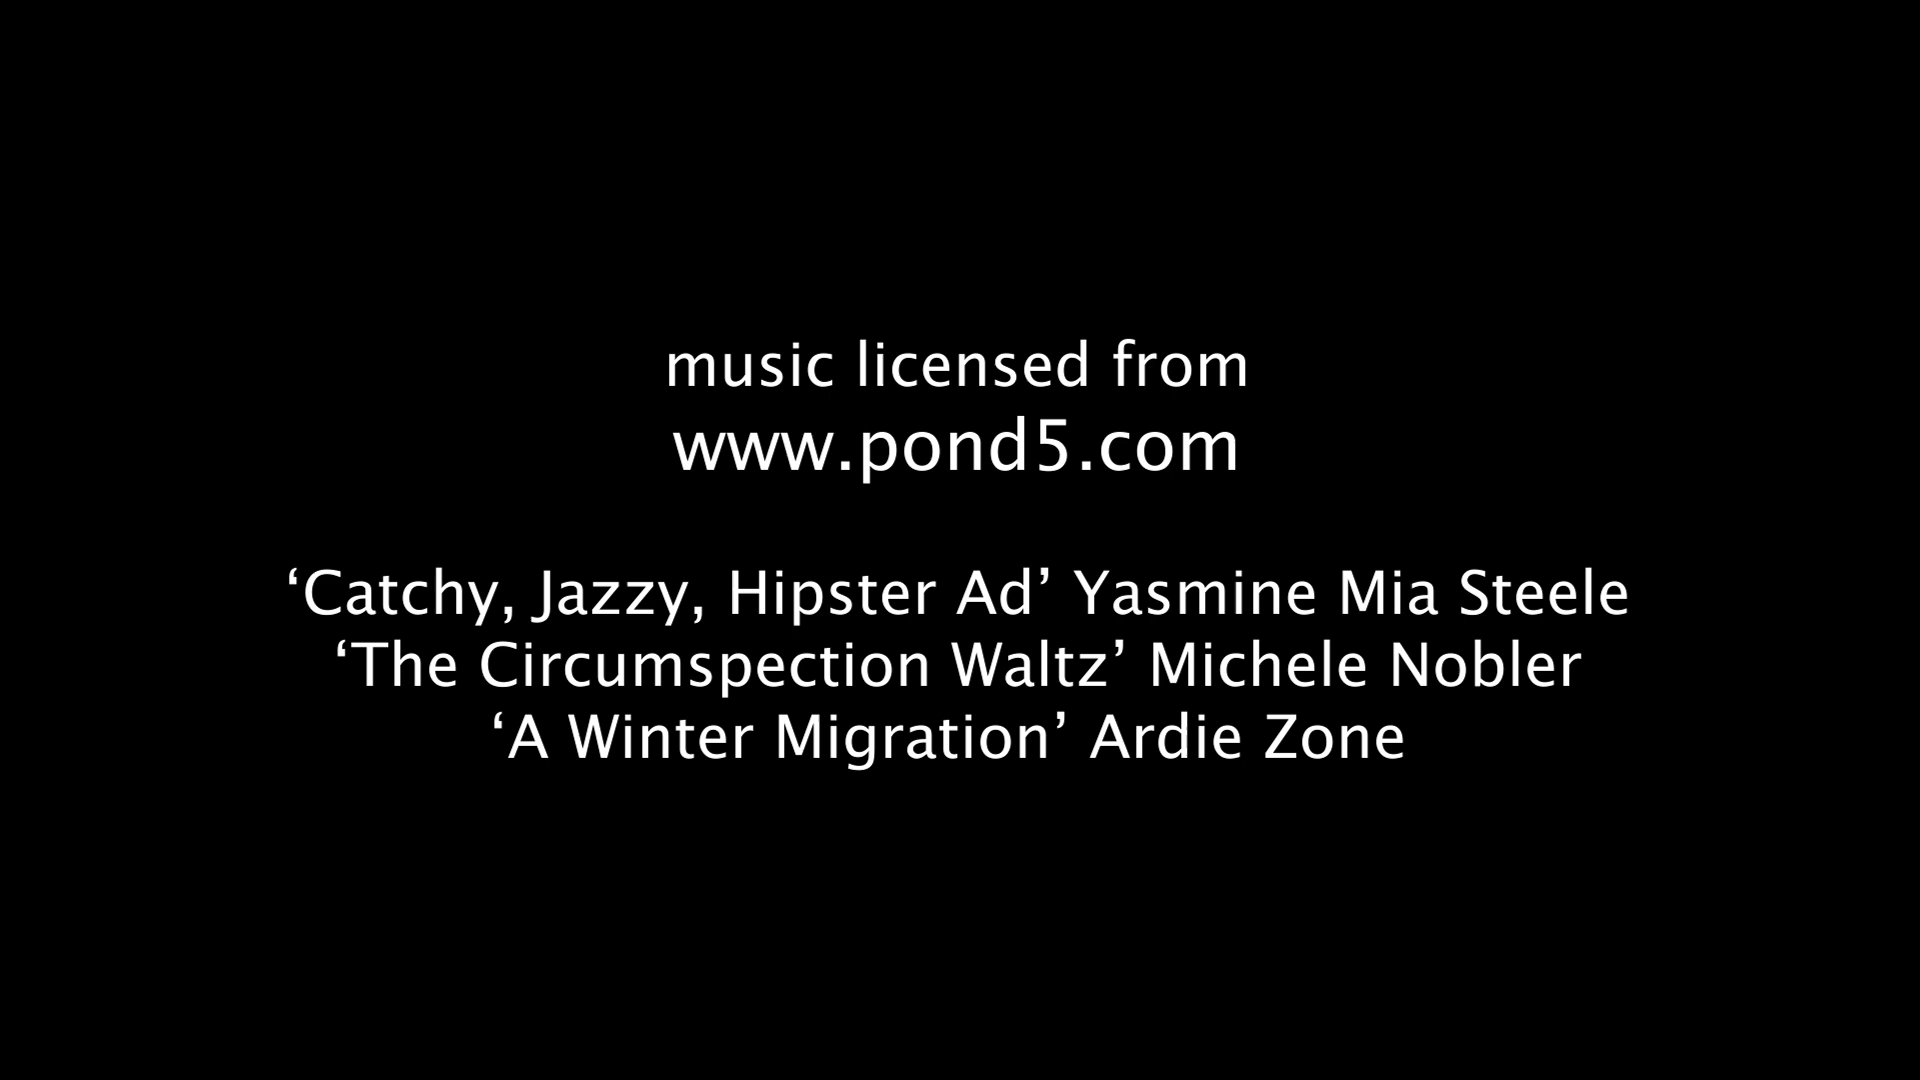 music licensed from
www.pond5.com
‘Catchy, Jazzy, Hipster Ad’ Yasmine Mia Steele
‘The Circumspection Waltz’ Michele Nobler
‘A Winter Migration’ Ardie Zone